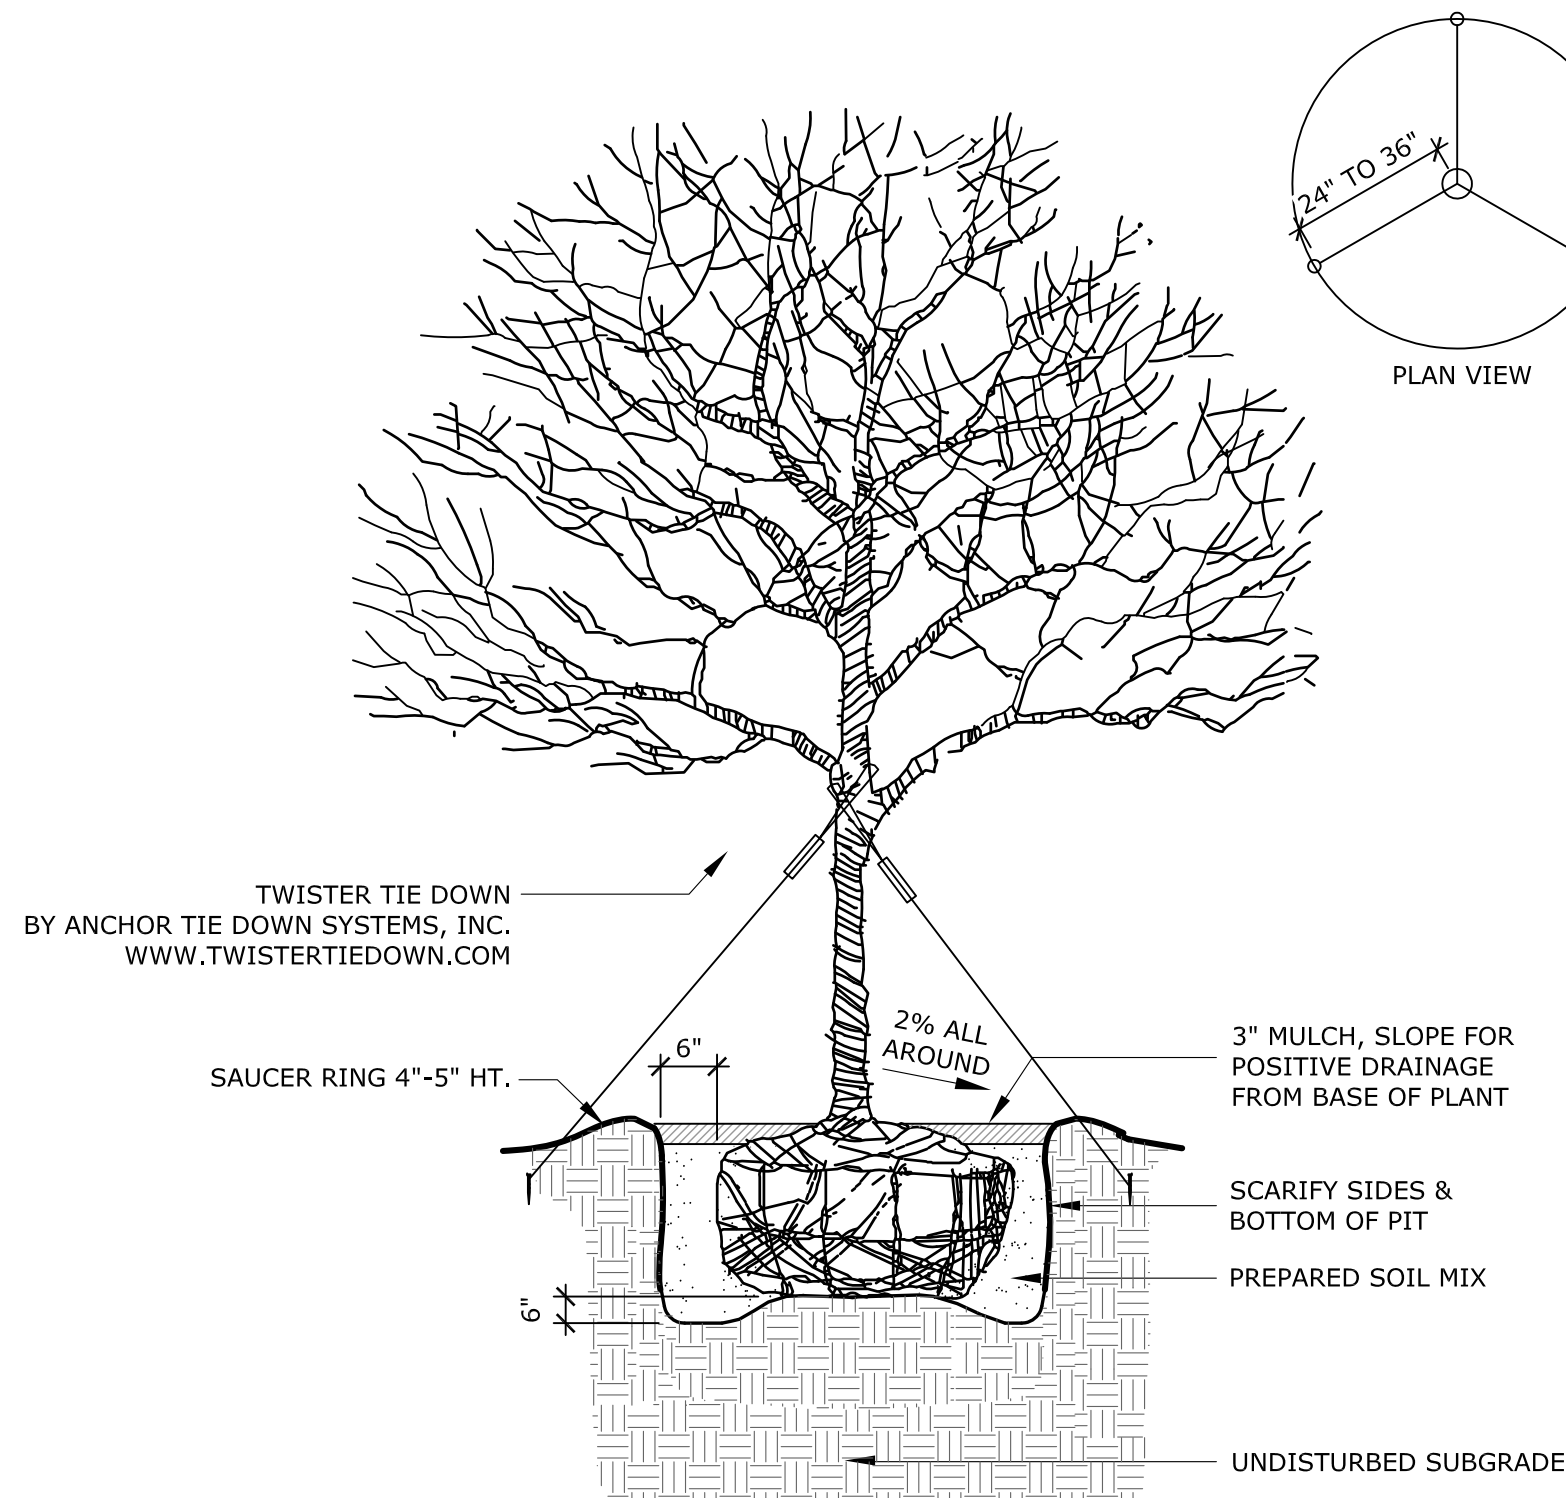 24" TO 36"
PLAN VIEW
TWISTER TIE DOWN
BY ANCHOR TIE DOWN SYSTEMS, INC.
WWW.TWISTERTIEDOWN.COM
2% ALL
AROUND
6"
SAUCER RING 4"-5" HT.
3" MULCH, SLOPE FOR
POSITIVE DRAINAGE
FROM BASE OF PLANT
SCARIFY SIDES &
BOTTOM OF PIT
PREPARED SOIL MIX
6"
UNDISTURBED SUBGRADE